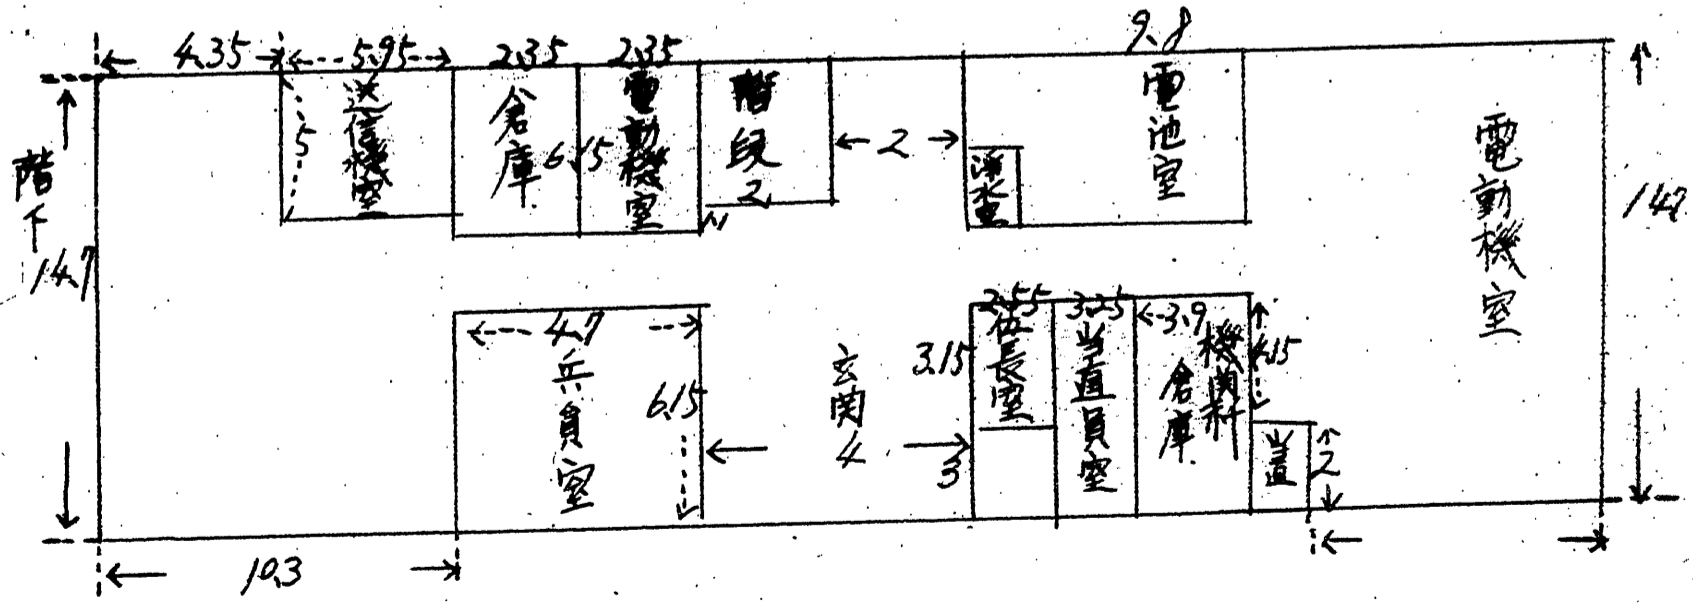 階下
14.7
4.35
5.95
2.35
2.35
9.8
送信機室
5
倉庫
6.15
電動機室
階段
2
2
電池室
電動機室
4.7
兵員室
6.15
玄関
4
3.15
3
2.55
伍長室
3.25
当直員室
3.9
機関科
倉庫
4.15
2
10.3